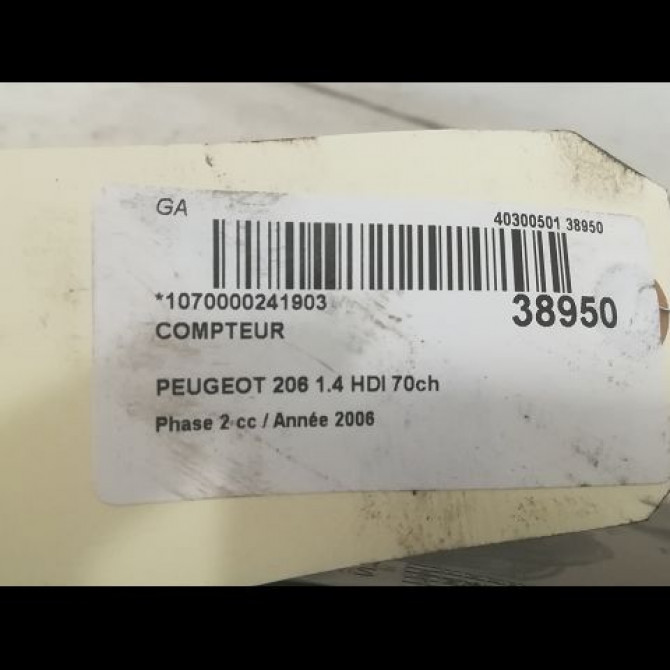 GA
40300501 38950
*1070000241903
38950
COMPTEUR
PEUGEOT 206 1.4 HDI 70ch
Phase 2 cc / Année 2006